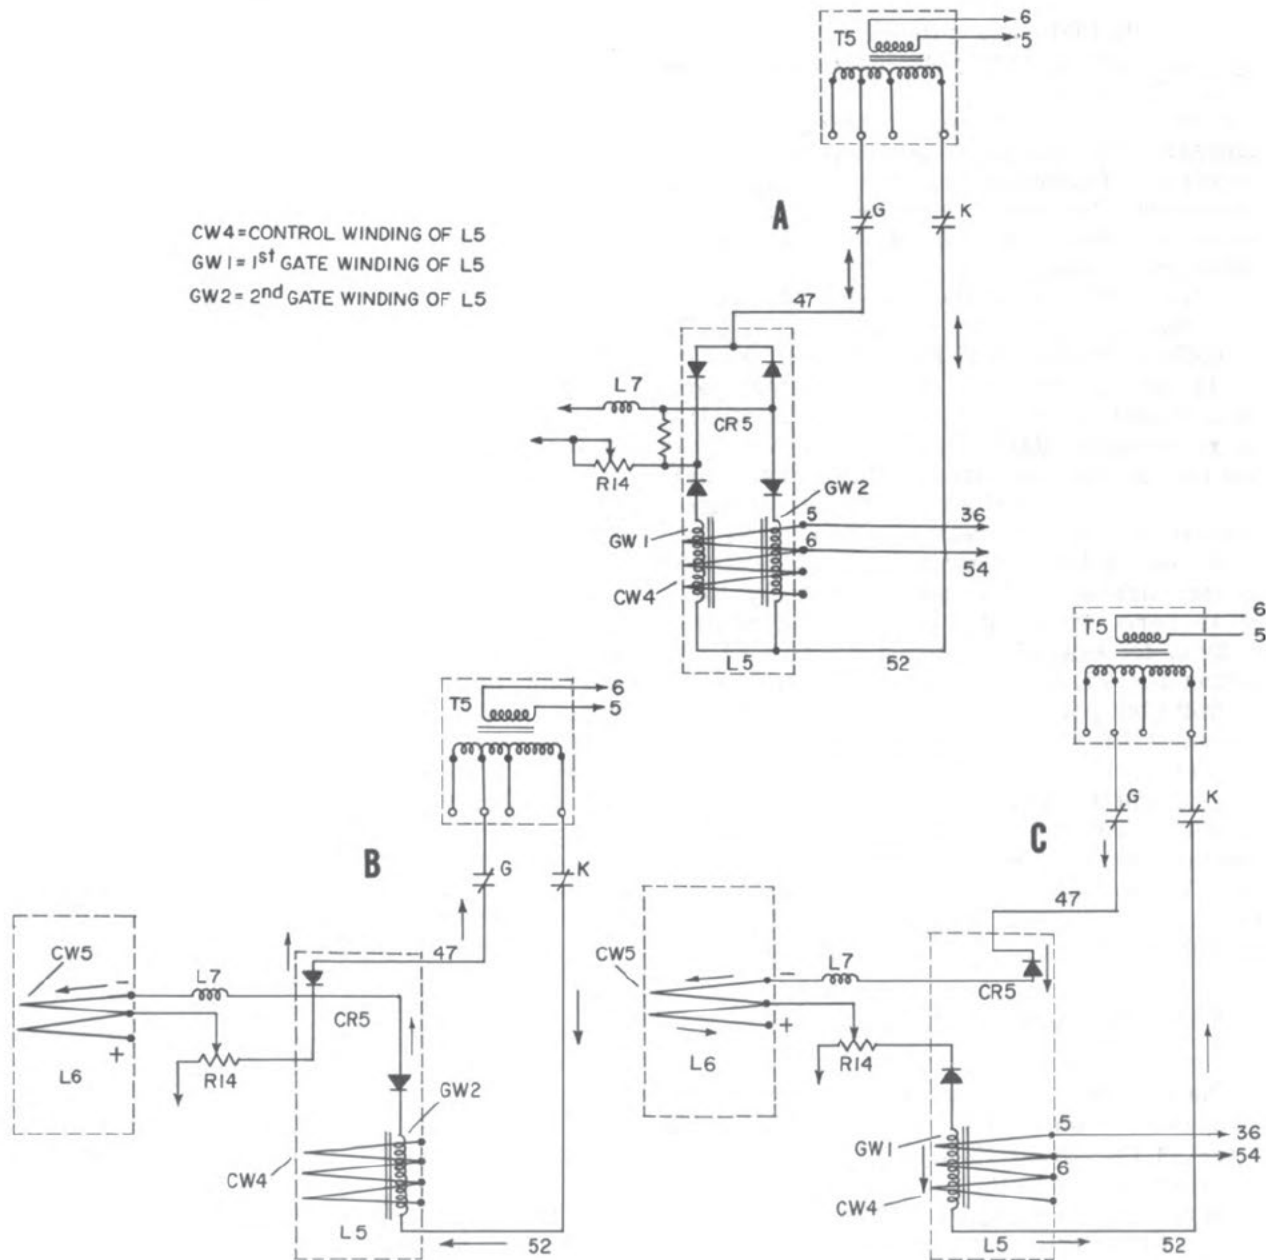 6
T5
5
A
G
K
CW4=CONTROL WINDING OF L5
GW1=1st GATE WINDING OF L5
GW2=2nd GATE WINDING OF L5
47
L7
CR5
R14
GW2
5
36
GW1
6
54
CW4
L5
52
T5
6
5
T5
6
5
B
G
K
C
G
K
47
47
CW5
-
L7
CR5
+
R14
L6
GW2
CW4
L5
52
CW5
-
L7
CR5
+
R14
L6
5
36
GW1
54
6
CW4
L5
52